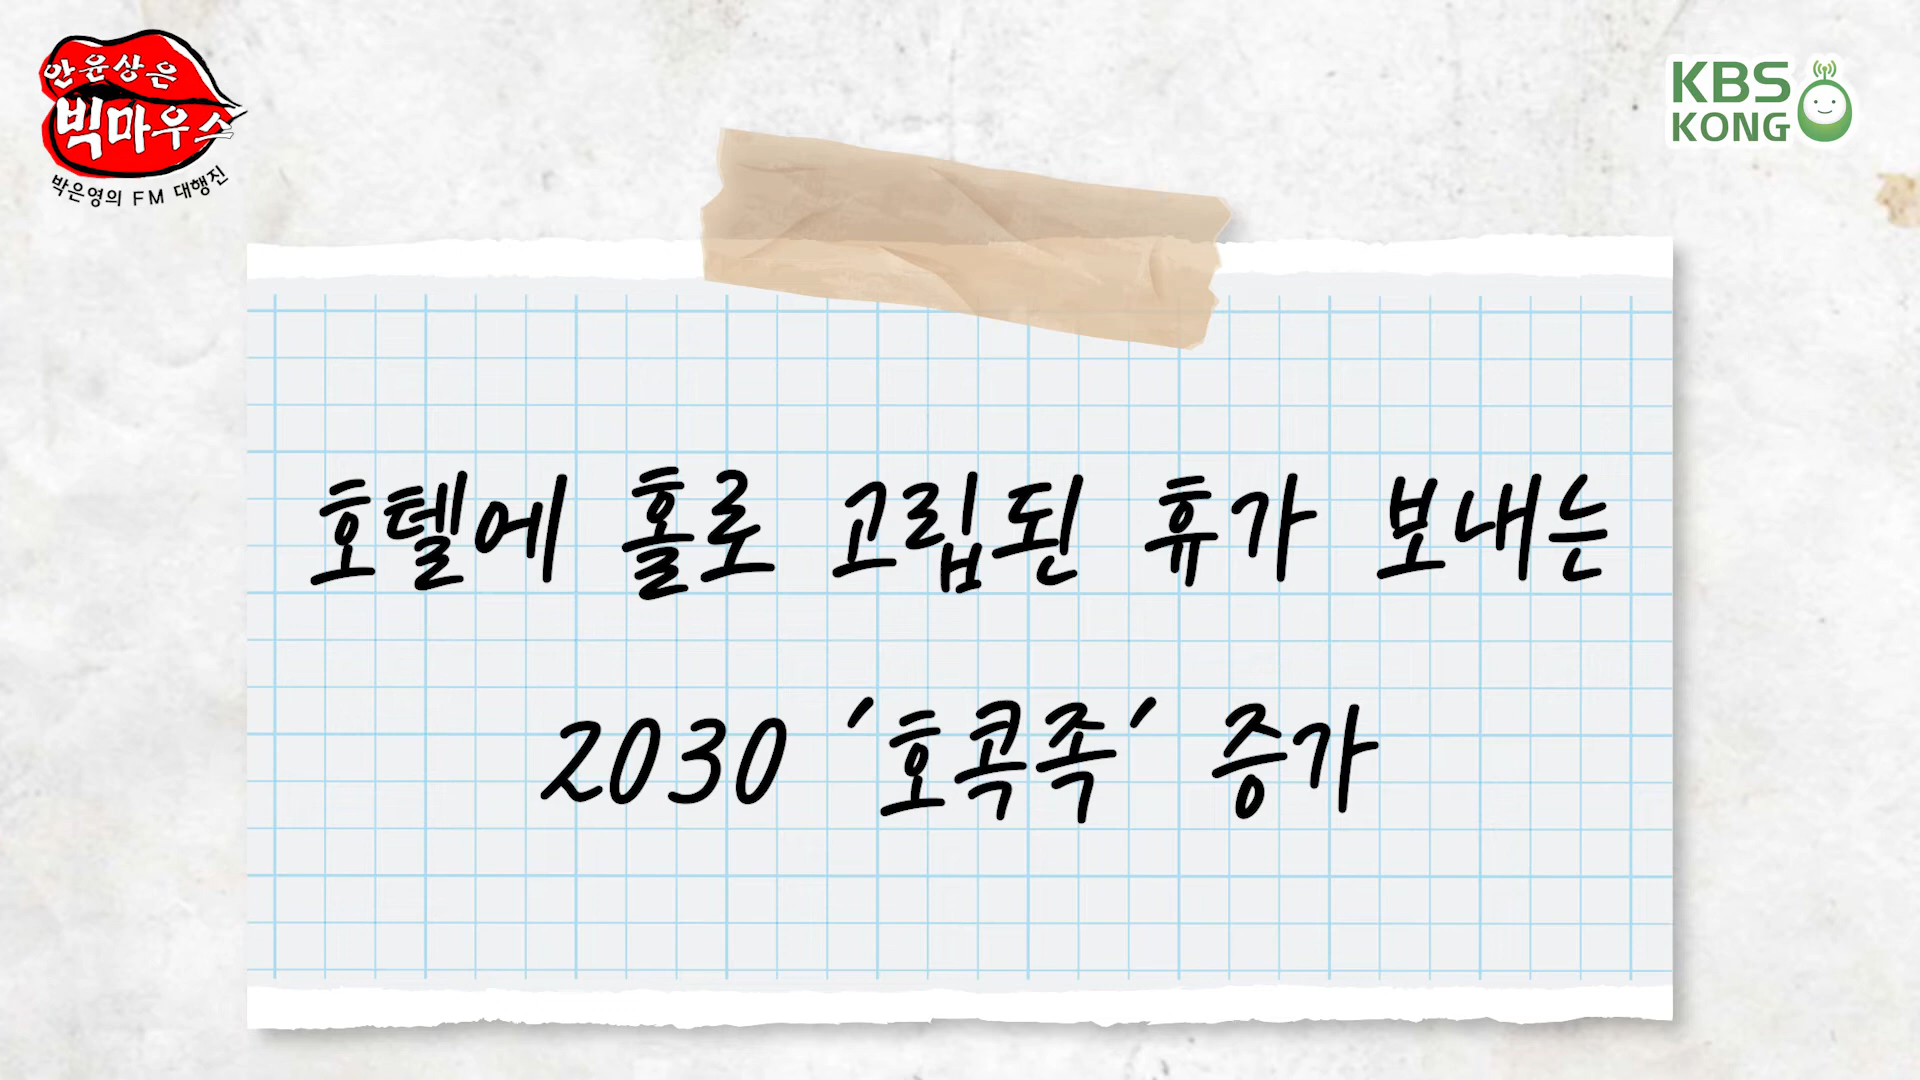 안윤상은
빅마우스
박은영의 FM 대행진
KBS
KONG
호텔에 홀로 고립된 휴가 보내는
2030 '호콕족' 증가